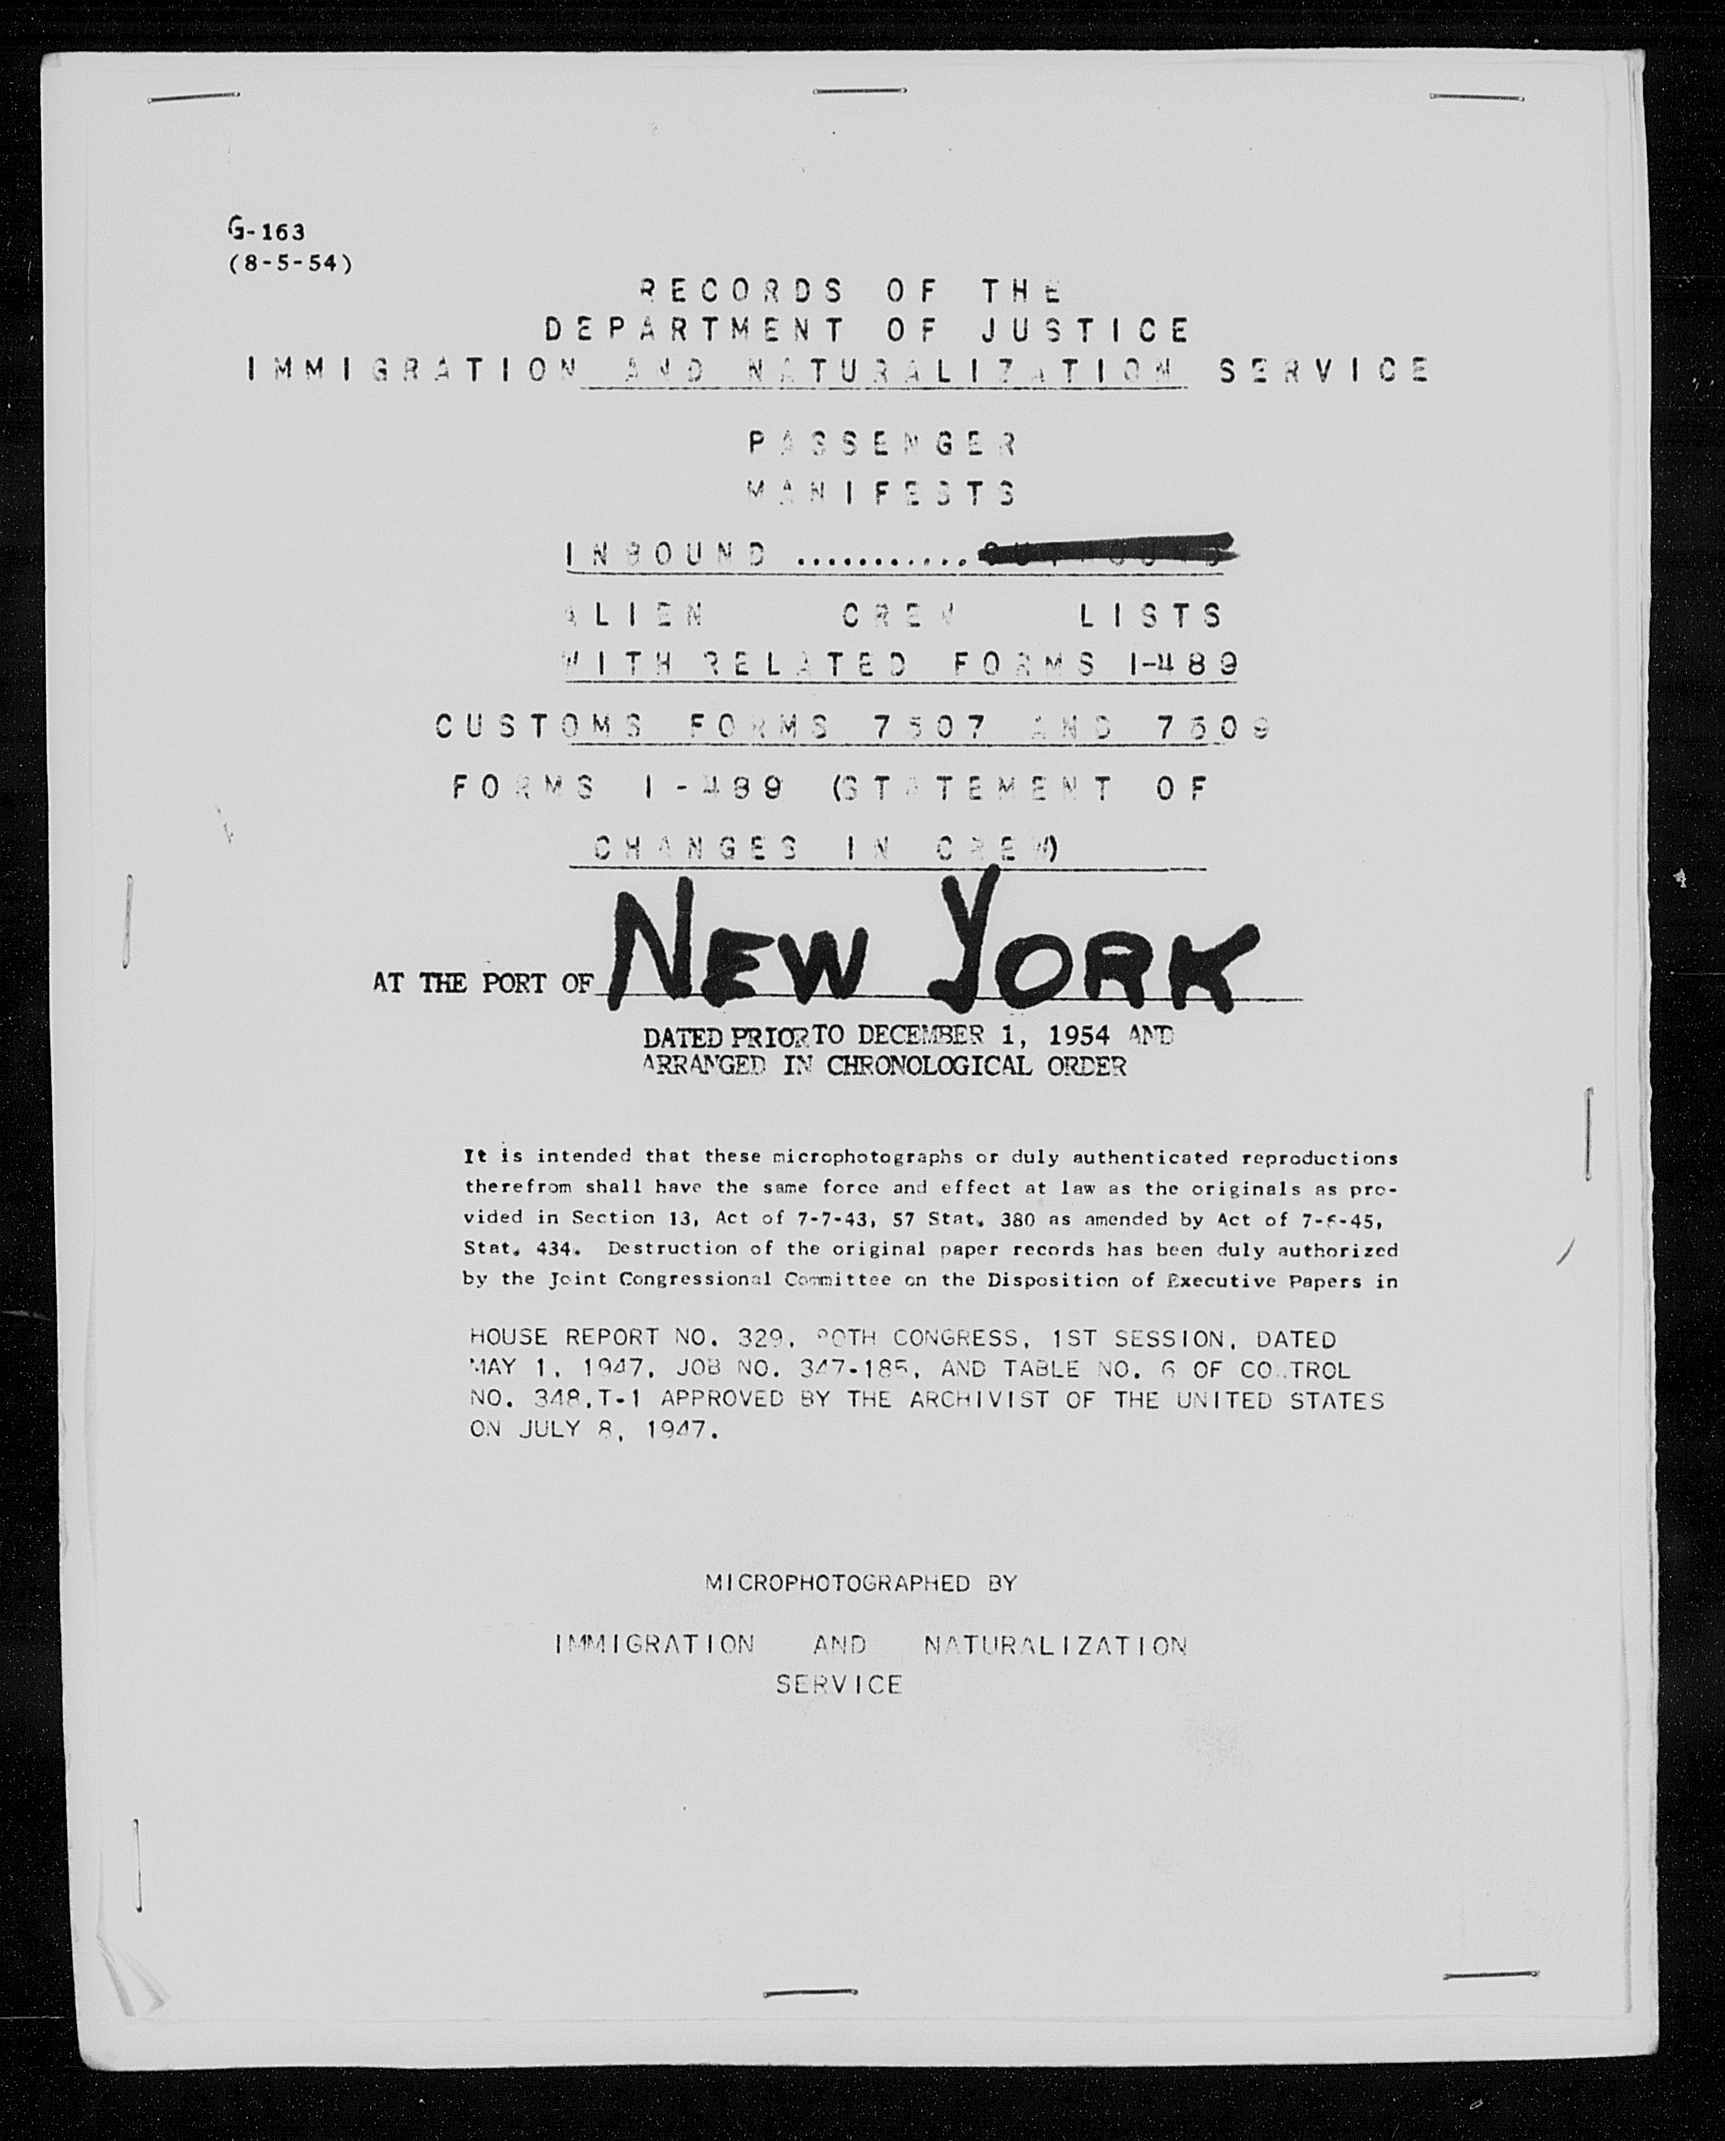 G-163
(8-5-54)
RECORDS OF THE
DEPARTMENT OF JUSTICE
IMMIGRATION AND NATURALIZATION SERVICE
PASSENGER
MANIFESTS
INBOUND ........... OUTBOUND
ALIEN CREW LISTS
WITH RELATED FORMS I-489
CUSTOMS FORMS 7507 AND 7509
FORMS I-489 (STATEMENT OF
CHANGES IN CREW)
AT THE PORT OF NEW YORK
DATED PRIOR TO DECEMBER 1, 1954 AND
ARRANGED IN CHRONOLOGICAL ORDER
It is intended that these microphotographs or duly authenticated reproductions
therefrom shall have the same force and effect at law as the originals as pro-
vided in Section 13, Act of 7-7-43, 57 Stat. 380 as amended by Act of 7-6-45,
Stat. 434. Destruction of the original paper records has been duly authorized
by the Joint Congressional Committee on the Disposition of Executive Papers in
HOUSE REPORT NO. 329, 80TH CONGRESS, 1ST SESSION, DATED
MAY 1, 1947, JOB NO. 347-185, AND TABLE NO. 6 OF CONTROL
NO. 348.T-1 APPROVED BY THE ARCHIVIST OF THE UNITED STATES
ON JULY 8, 1947.
MICROPHOTOGRAPHED BY
IMMIGRATION AND NATURALIZATION
SERVICE